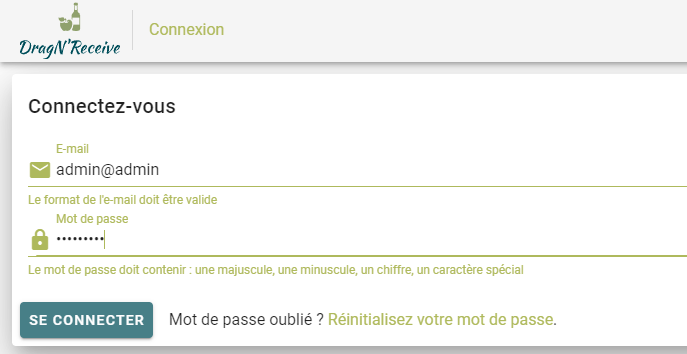 DragN'Receive
Connexion
Connectez-vous
E-mail
admin@admin
Le format de l'e-mail doit être valide
Mot de passe
•••••••••
Le mot de passe doit contenir : une majuscule, une minuscule, un chiffre, un caractère spécial
SE CONNECTER
Mot de passe oublié ? Réinitialisez votre mot de passe.